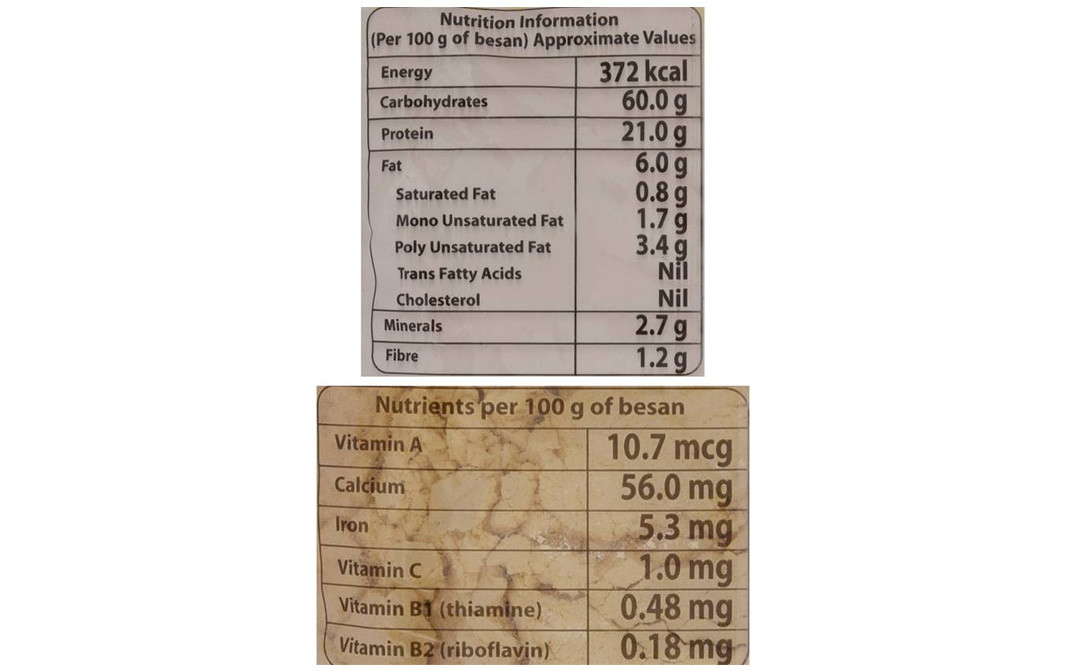 Nutrition Information
(Per 100 g of besan) Approximate Values
Energy 372 kcal
Carbohydrates 60.0 g
Protein 21.0 g
Fat 6.0 g
Saturated Fat 0.8 g
Mono Unsaturated Fat 1.7 g
Poly Unsaturated Fat 3.4 g
Trans Fatty Acids Nil
Cholesterol Nil
Minerals 2.7 g
Fibre 1.2 g
Nutrients per 100 g of besan
Vitamin A 10.7 mcg
Calcium 56.0 mg
Iron 5.3 mg
Vitamin C 1.0 mg
Vitamin B1 (thiamine) 0.48 mg
Vitamin B2 (riboflavin) 0.18 mg